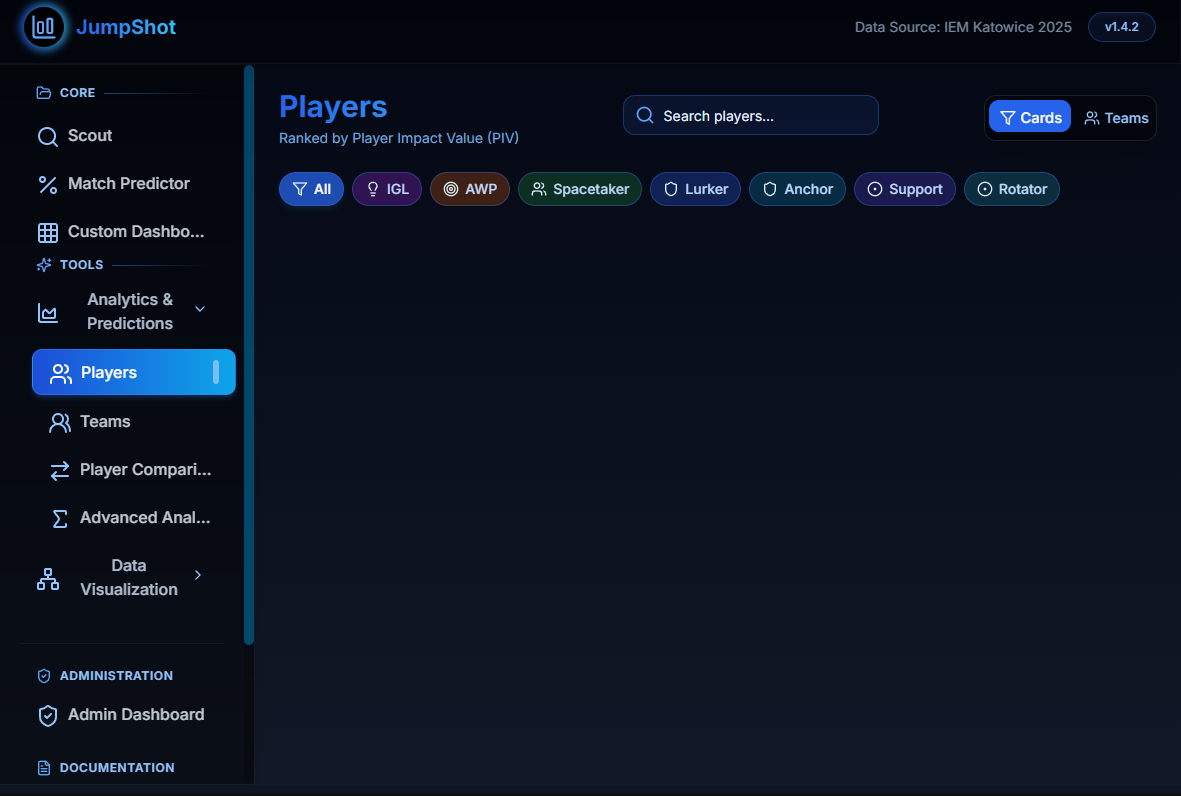 JumpShot
Data Source: IEM Katowice 2025
v1.4.2
CORE
Scout
Match Predictor
Custom Dashbo...
TOOLS
Analytics &
Predictions
Players
Teams
Player Compari...
Advanced Anal...
Data
Visualization
ADMINISTRATION
Admin Dashboard
DOCUMENTATION
Players
Ranked by Player Impact Value (PIV)
Search players...
Cards
Teams
All
IGL
AWP
Spacetaker
Lurker
Anchor
Support
Rotator